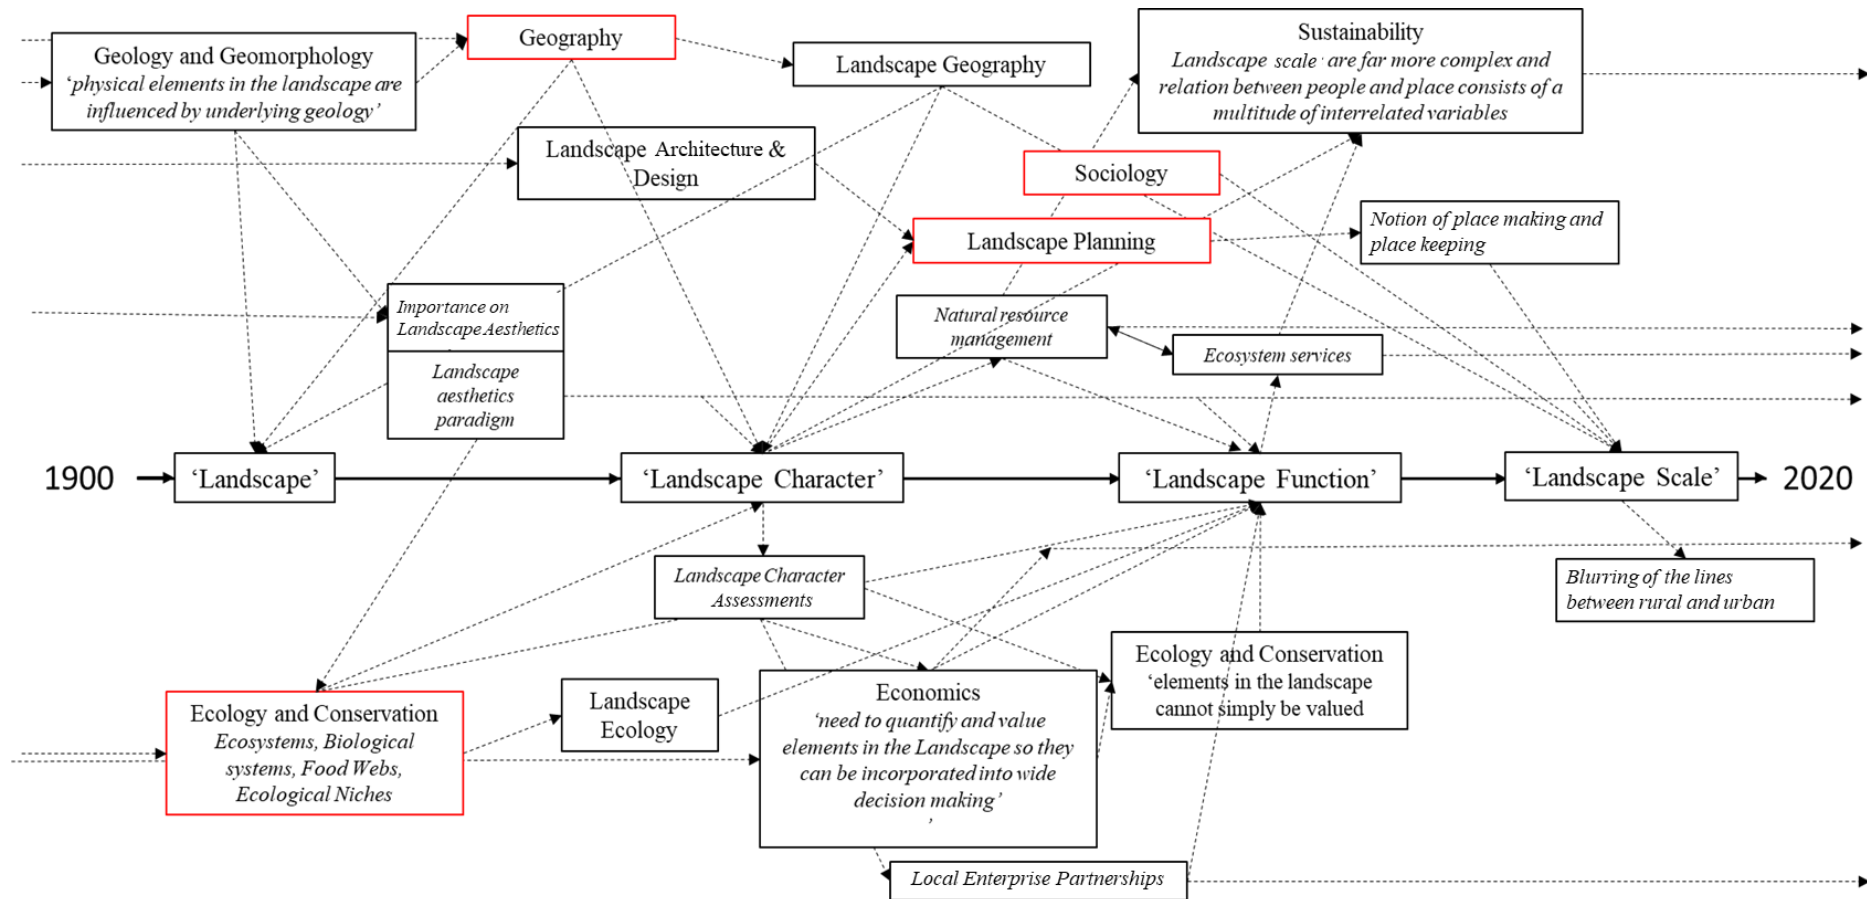 Geology and Geomorphology
‘physical elements in the landscape are
influenced by underlying geology’
Geography
Landscape Geography
Sustainability
Landscape scale are far more complex and
relation between people and place consists of a
multitude of interrelated variables
Landscape Architecture &
Design
Sociology
Landscape Planning
Notion of place making and
place keeping
Importance on
Landscape Aesthetics
Landscape
aesthetics
paradigm
Natural resource
management
Ecosystem services
1900
‘Landscape’
‘Landscape Character’
‘Landscape Function’
‘Landscape Scale’
2020
Landscape Character
Assessments
Blurring of the lines
between rural and urban
Ecology and Conservation
Ecosystems, Biological
systems, Food Webs,
Ecological Niches
Landscape
Ecology
Economics
‘need to quantify and value
elements in the Landscape so they
can be incorporated into wide
decision making’
’
Ecology and Conservation
‘elements in the landscape
cannot simply be valued
Local Enterprise Partnerships